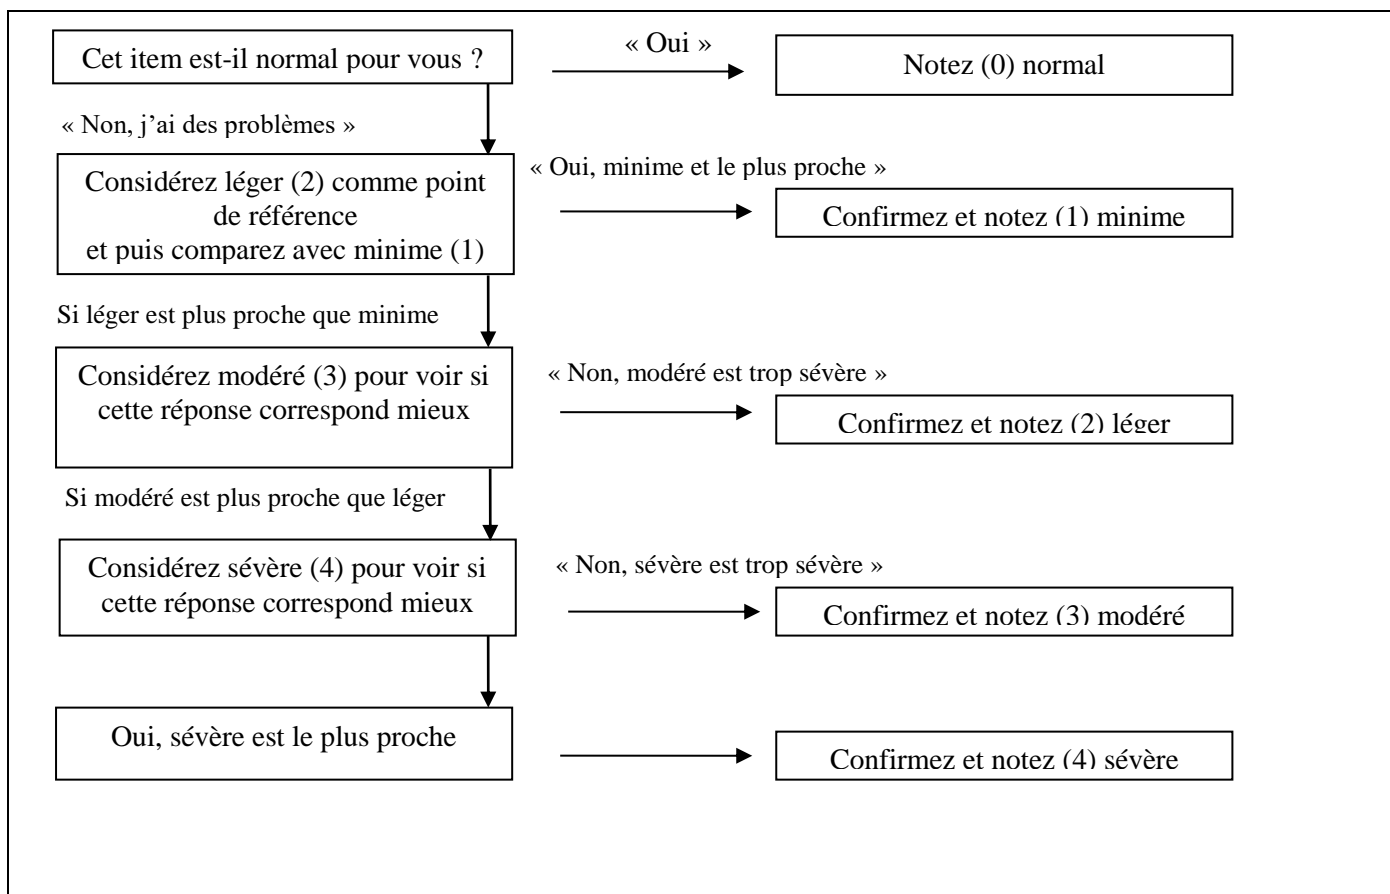 Cet item est-il normal pour vous ?
« Oui »
Notez (0) normal
« Non, j’ai des problèmes »
Considérez léger (2) comme point
de référence
et puis comparez avec minime (1)
« Oui, minime et le plus proche »
Confirmez et notez (1) minime
Si léger est plus proche que minime
Considérez modéré (3) pour voir si
cette réponse correspond mieux
« Non, modéré est trop sévère »
Confirmez et notez (2) léger
Si modéré est plus proche que léger
Considérez sévère (4) pour voir si
cette réponse correspond mieux
« Non, sévère est trop sévère »
Confirmez et notez (3) modéré
Oui, sévère est le plus proche
Confirmez et notez (4) sévère